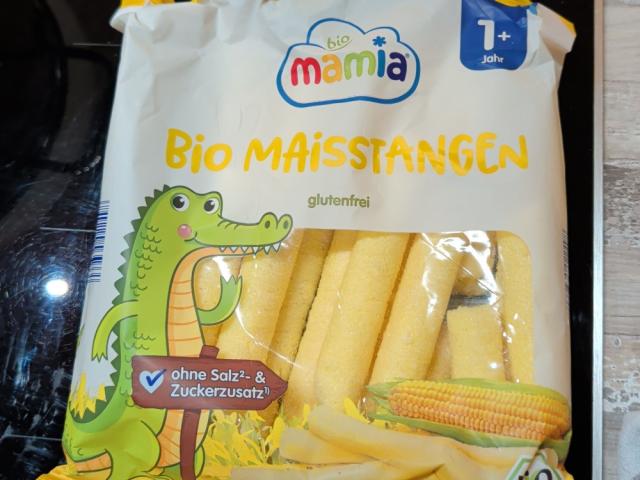 bio
mamia
1+
Jahr
BiO MAiSSTANGEN
glutenfrei
ohne Salz²- &
Zuckerzusatz¹⁾